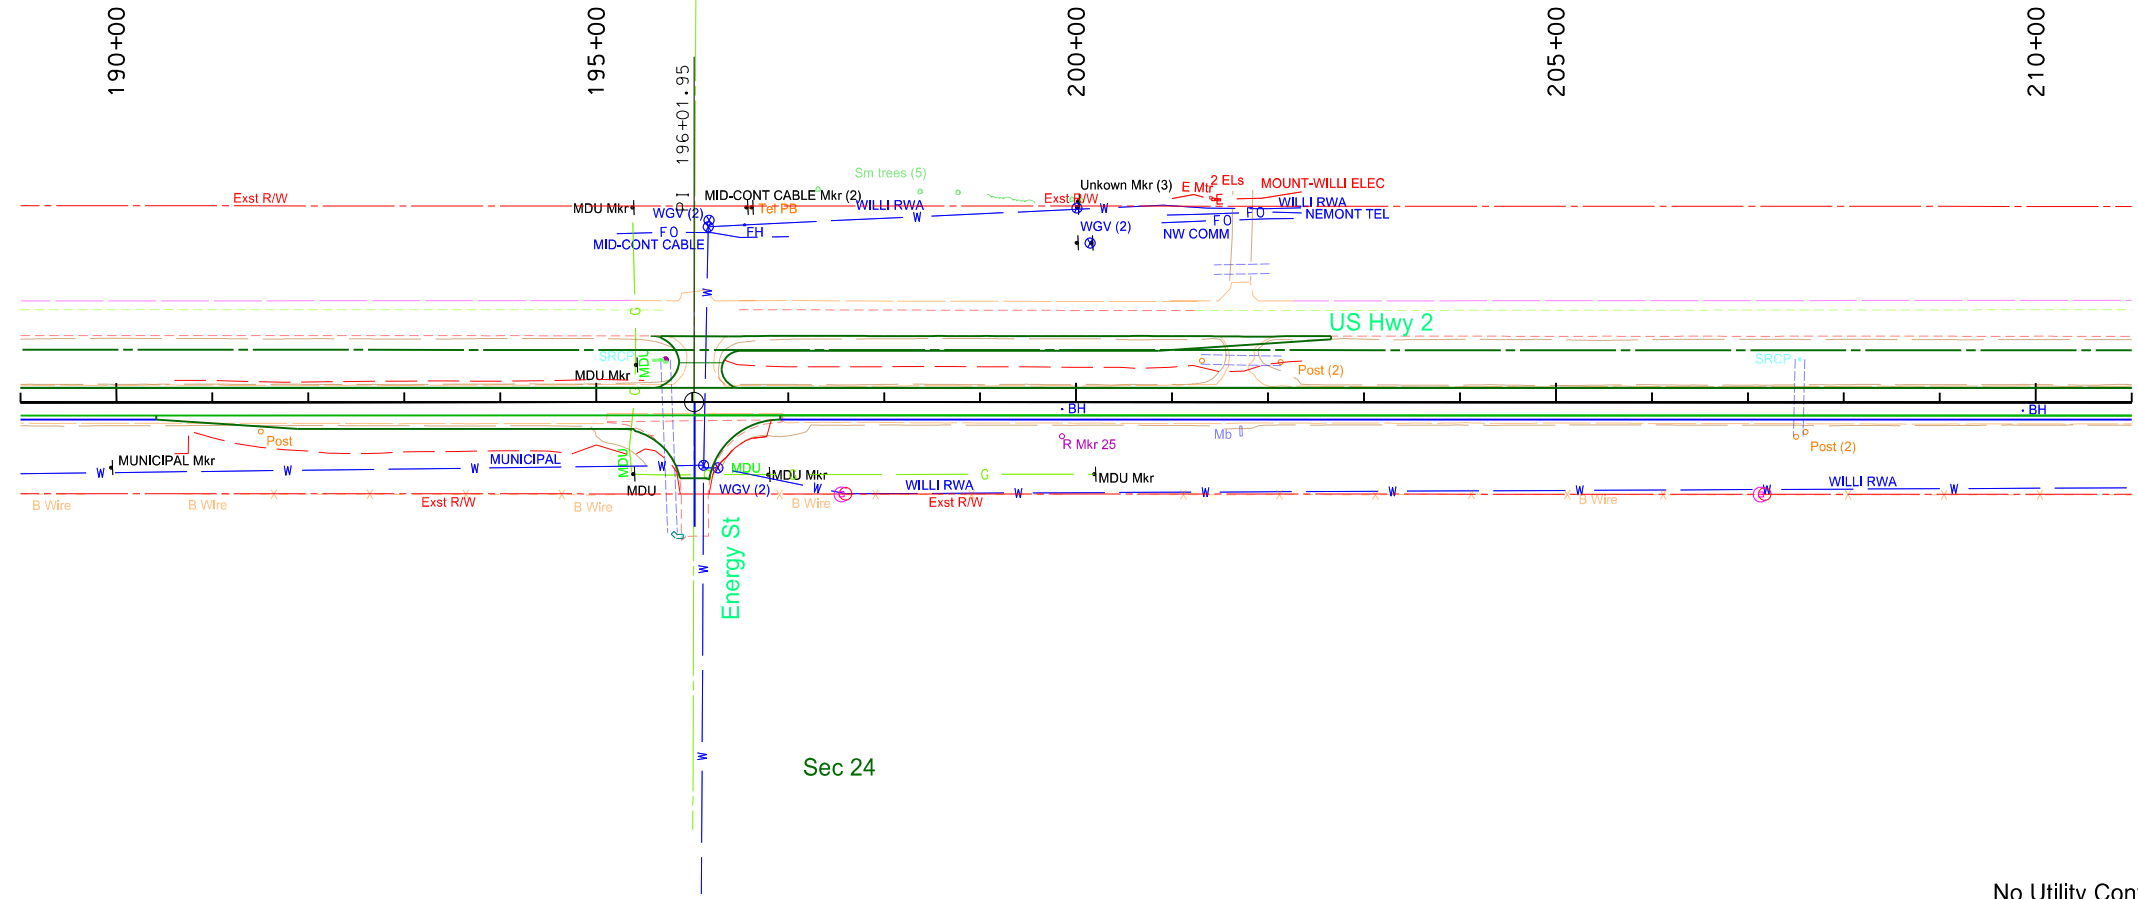 190+00
195+00
200+00
205+00
210+00
P O I 196+01.95
Sm trees (5)
Exst R/W
MDU Mkr
MID-CONT CABLE Mkr (2)
Tel PB
WGV (2)
WILLI RWA
W
F O
FH
MID-CONT CABLE
Unkown Mkr (3)
Exst R/W
W
E Mtr
2 ELs
MOUNT-WILLI ELEC
WILLI RWA
F O
NEMONT TEL
F O
WGV (2)
NW COMM
W
G
US Hwy 2
SRCP
MDU
MDU Mkr
Post (2)
SRCP
G
BH
BH
Post
R Mkr 25
Mb
Post (2)
MUNICIPAL Mkr
MUNICIPAL
W
W
W
W
MDU
MDU
MDU
MDU Mkr
G
MDU Mkr
WGV (2)
W
WILLI RWA
W
W
W
W
W
W
WILLI RWA
B Wire
B Wire
Exst R/W
B Wire
B Wire
Exst R/W
B Wire
Energy St
W
W
Sec 24
No Utility Con